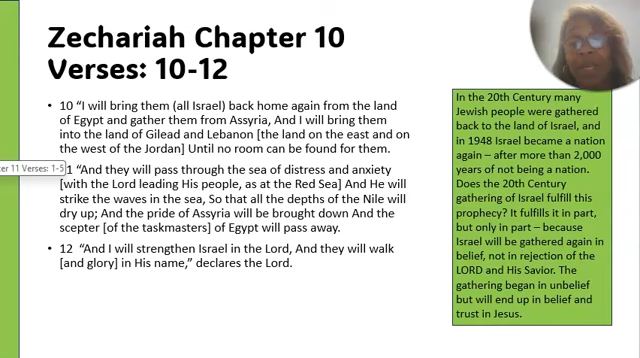 Zechariah Chapter 10
Verses: 10-12
• 10 “I will bring them (all Israel) back home again from the land
of Egypt and gather them from Assyria, And I will bring them
into the land of Gilead and Lebanon [the land on the east and on
the west of the Jordan] Until no room can be found for them.
ter 11 Verses: 1-5
1 “And they will pass through the sea of distress and anxiety
[with the Lord leading His people, as at the Red Sea] And He will
strike the waves in the sea, So that all the depths of the Nile will
dry up; And the pride of Assyria will be brought down And the
scepter [of the taskmasters] of Egypt will pass away.
• 12 “And I will strengthen Israel in the Lord, And they will walk
[and glory] in His name,” declares the Lord.
In the 20th Century many
Jewish people were gathered
back to the land of Israel, and
in 1948 Israel became a nation
again – after more than 2,000
years of not being a nation.
Does the 20th Century
gathering of Israel fulfill this
prophecy? It fulfills it in part,
but only in part – because
Israel will be gathered again in
belief, not in rejection of the
LORD and His Savior. The
gathering began in unbelief
but will end up in belief and
trust in Jesus.